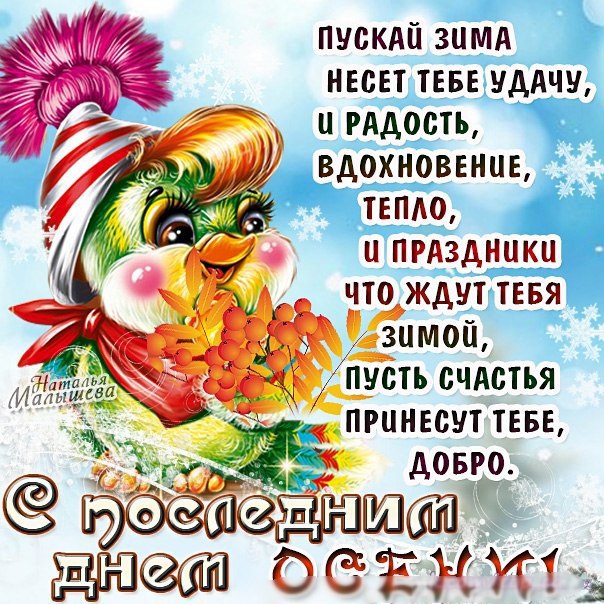 ПУСКАЙ ЗИМА
НЕСЕТ ТЕБЕ УДАЧУ,
И РАДОСТЬ,
ВДОХНОВЕНИЕ,
ТЕПЛО,
И ПРАЗДНИКИ
ЧТО ЖДУТ ТЕБЯ
ЗИМОЙ,
ПУСТЬ СЧАСТЬЯ
ПРИНЕСУТ ТЕБЕ,
ДОБРО.
Наталья
Малышева
С последним
днем ОСЕНИ!